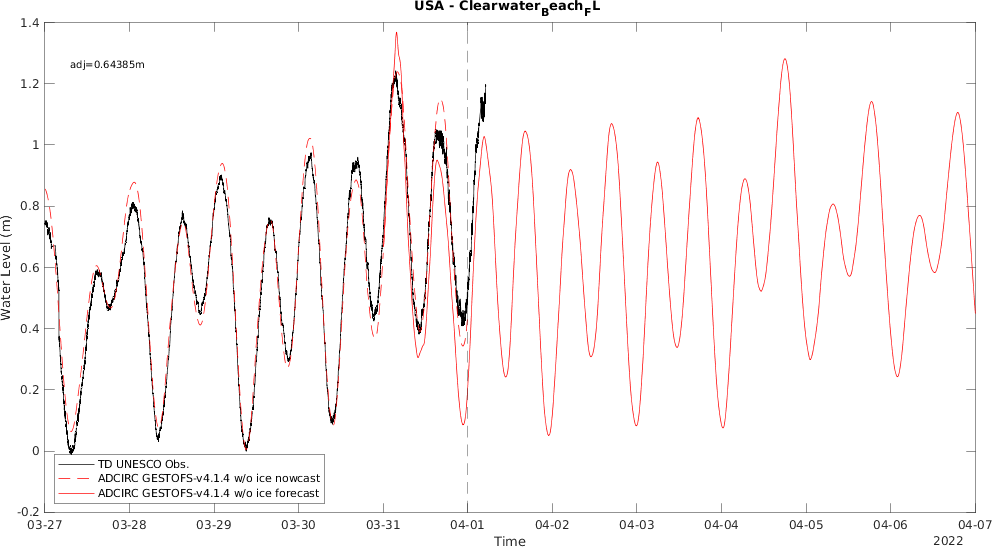 USA - Clearwater_Beach_FL
adj=0.64385m
1.4
1.2
1
0.8
0.6
0.4
0.2
0
-0.2
Water Level (m)
TD UNESCO Obs.
ADCIRC GESTOFS-v4.1.4 w/o ice nowcast
ADCIRC GESTOFS-v4.1.4 w/o ice forecast
03-27 03-28 03-29 03-30 03-31 04-01 04-02 04-03 04-04 04-05 04-06 04-07
Time
2022